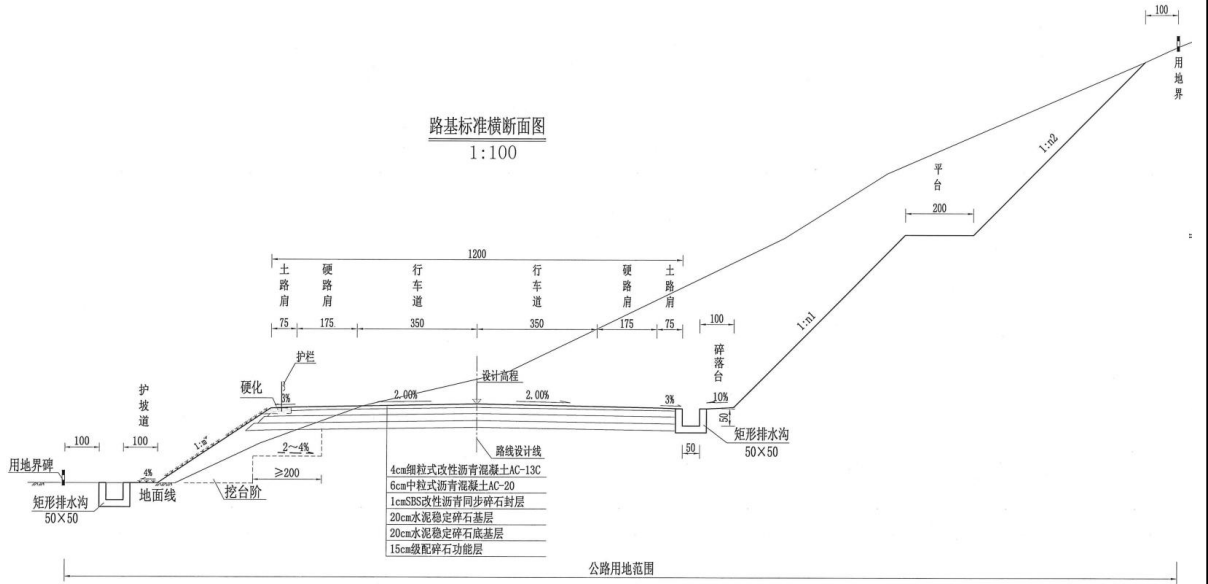 100
用地界
路基标准横断面图
1:100
1:n2
平台
200
1200
土路肩
硬路肩
行车道
行车道
硬路肩
土路肩
75
175
350
350
175
75
100
1:n1
碎落台
护栏
设计高程
硬化
3%
2.00%
2.00%
3%
10%
50
护坡道
100
100
1:m
矩形排水沟
50×50
50
路线设计线
2～4%
≥200
用地界碑
4%
地面线
挖台阶
矩形排水沟
50×50
4cm细粒式改性沥青混凝土AC-13C
6cm中粒式沥青混凝土AC-20
1cmSBS改性沥青同步碎石封层
20cm水泥稳定碎石基层
20cm水泥稳定碎石底基层
15cm级配碎石功能层
公路用地范围